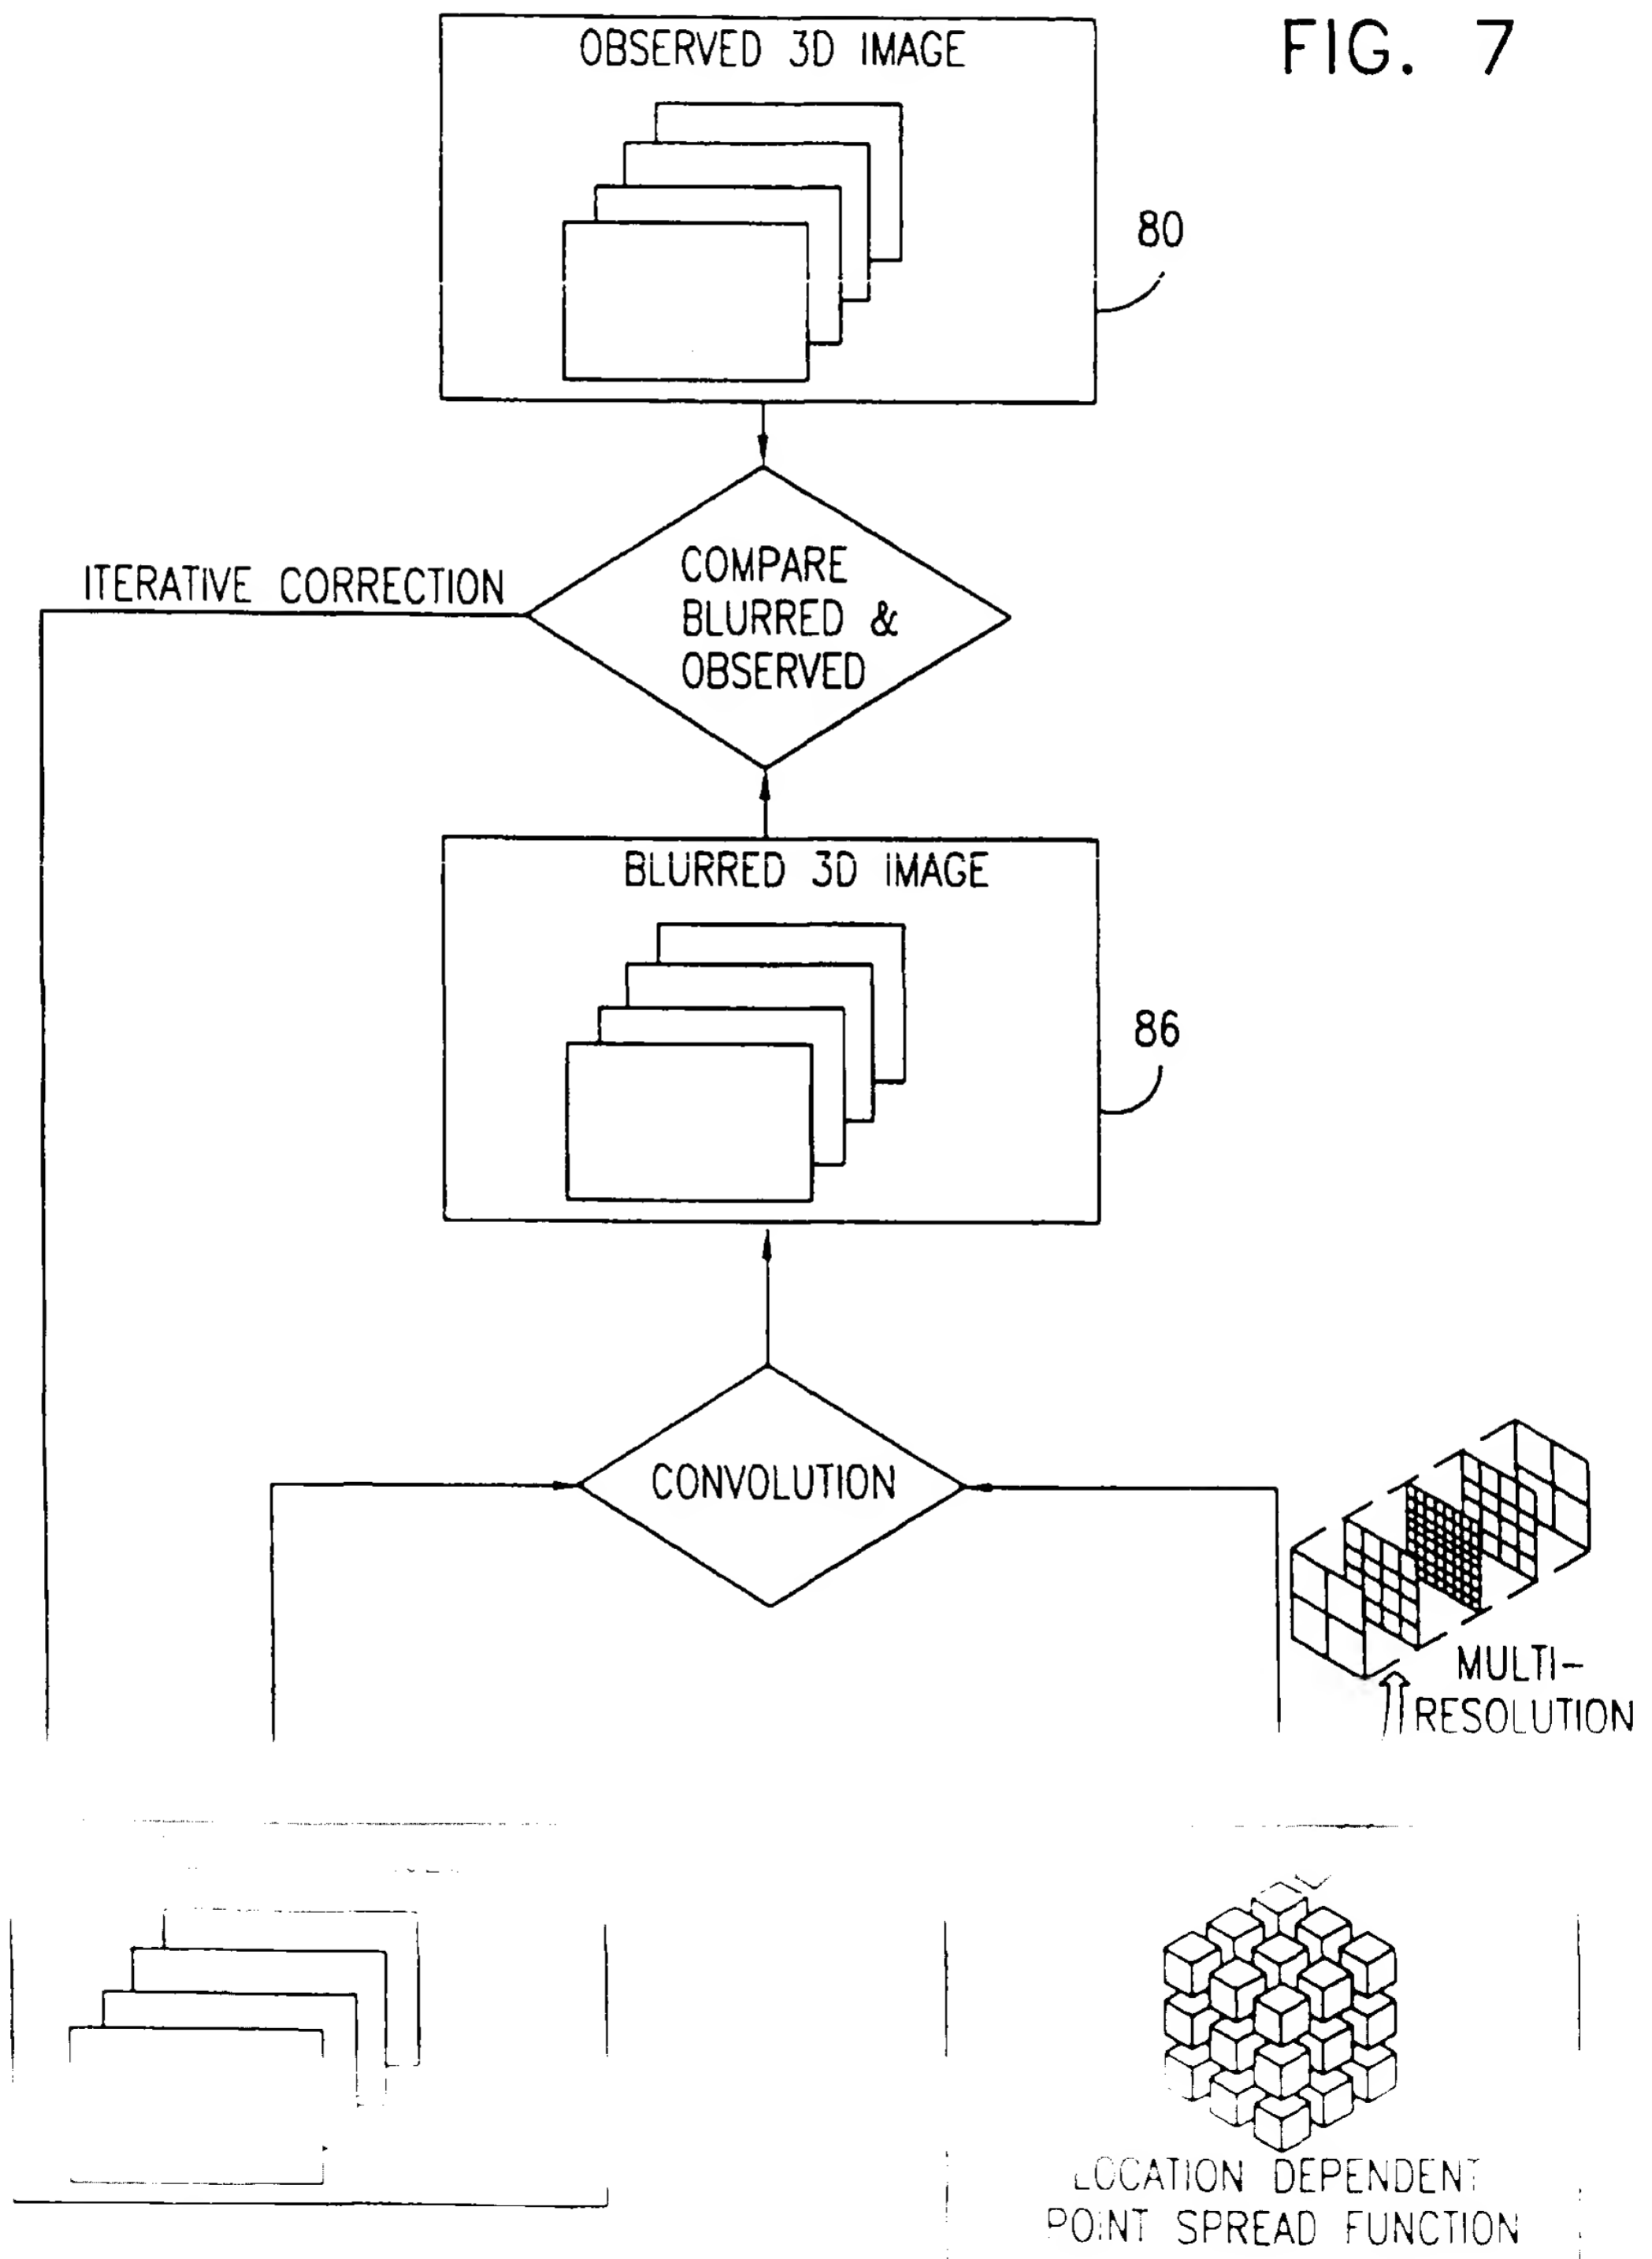 FIG. 7
OBSERVED 3D IMAGE
80
ITERATIVE CORRECTION
COMPARE
BLURRED &
OBSERVED
BLURRED 3D IMAGE
86
CONVOLUTION
MULTI-
RESOLUTION
LOCATION DEPENDENT
POINT SPREAD FUNCTION